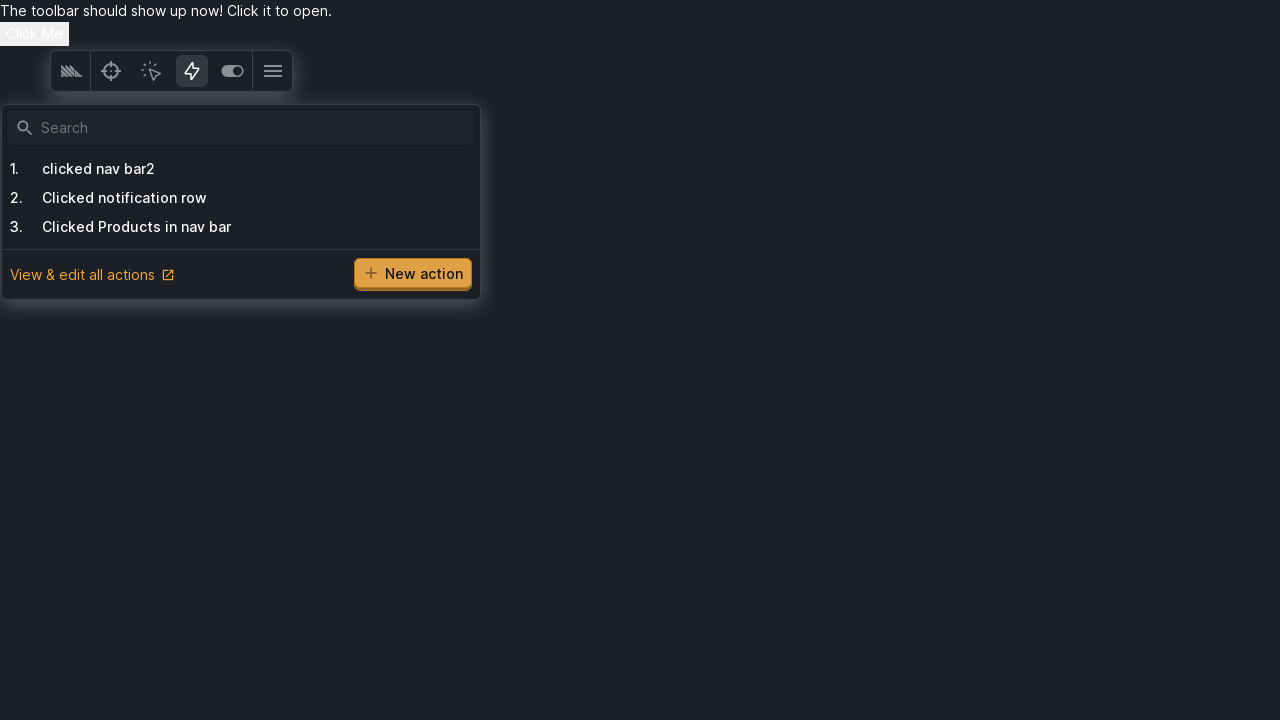 The toolbar should show up now! Click it to open.
Click Me
Search
1. clicked nav bar2
2. Clicked notification row
3. Clicked Products in nav bar
View & edit all actions
New action